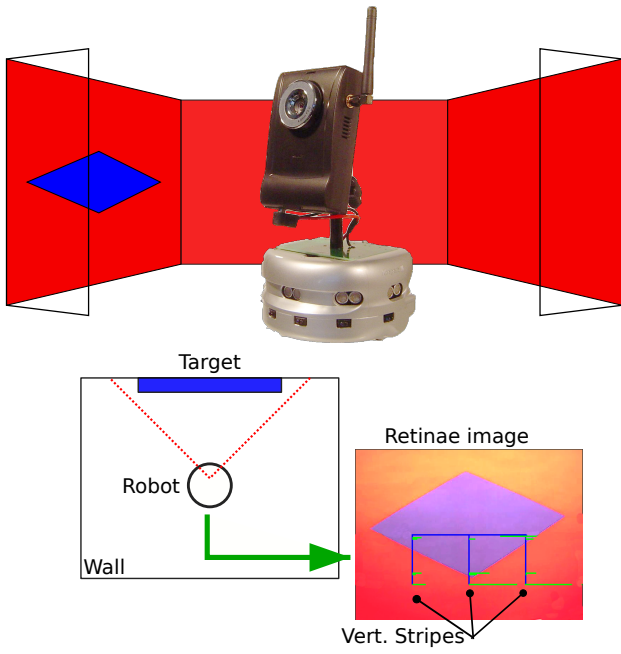 Target
Retinae image
Robot
Wall
Vert. Stripes